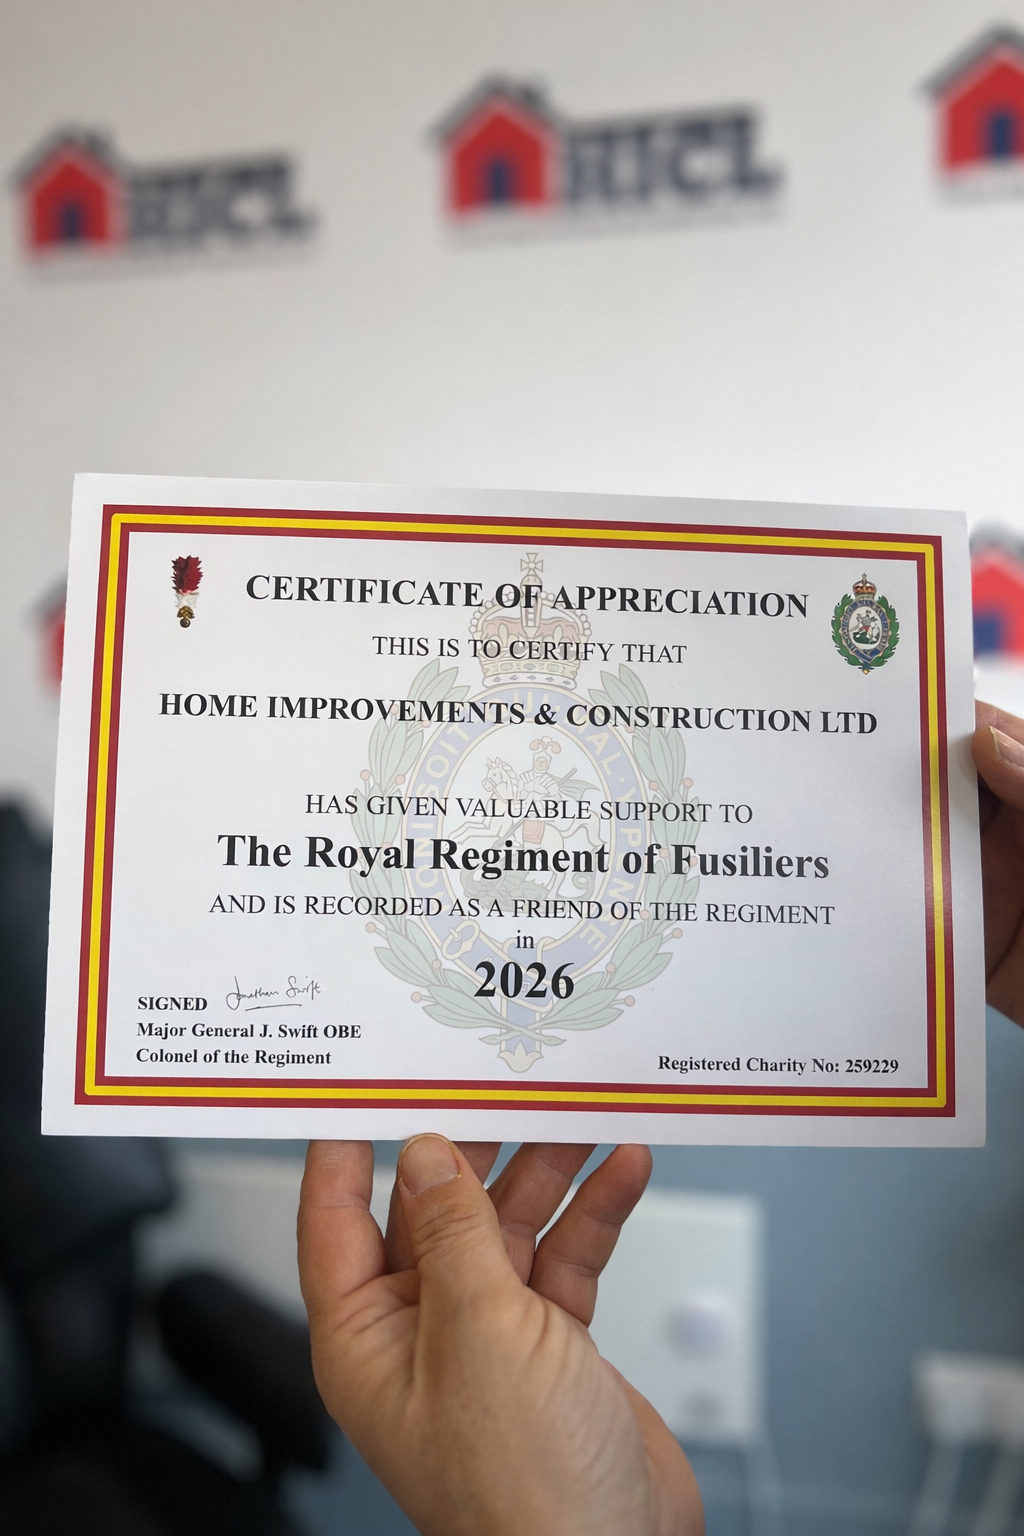 CERTIFICATE OF APPRECIATION
THIS IS TO CERTIFY THAT
HOME IMPROVEMENTS & CONSTRUCTION LTD
HAS GIVEN VALUABLE SUPPORT TO
The Royal Regiment of Fusiliers
AND IS RECORDED AS A FRIEND OF THE REGIMENT
in
2026
SIGNED Jonathan Swift
Major General J. Swift OBE
Colonel of the Regiment
Registered Charity No: 259229